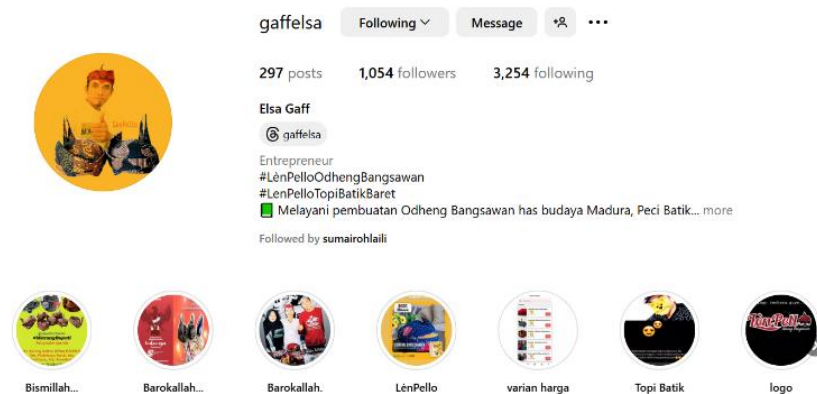 gaffelsa Following Message
297 posts 1,054 followers 3,254 following
Elsa Gaff
gaffelsa
Entrepreneur
#LènPelloOdhengBangsawan
#LenPelloTopiBatikBaret
Melayani pembuatan Odheng Bangsawan has budaya Madura, Peci Batik... more
Followed by sumairohlaili
Bismillah... Barokallah... Barokallah. LènPello varian harga Topi Batik logo